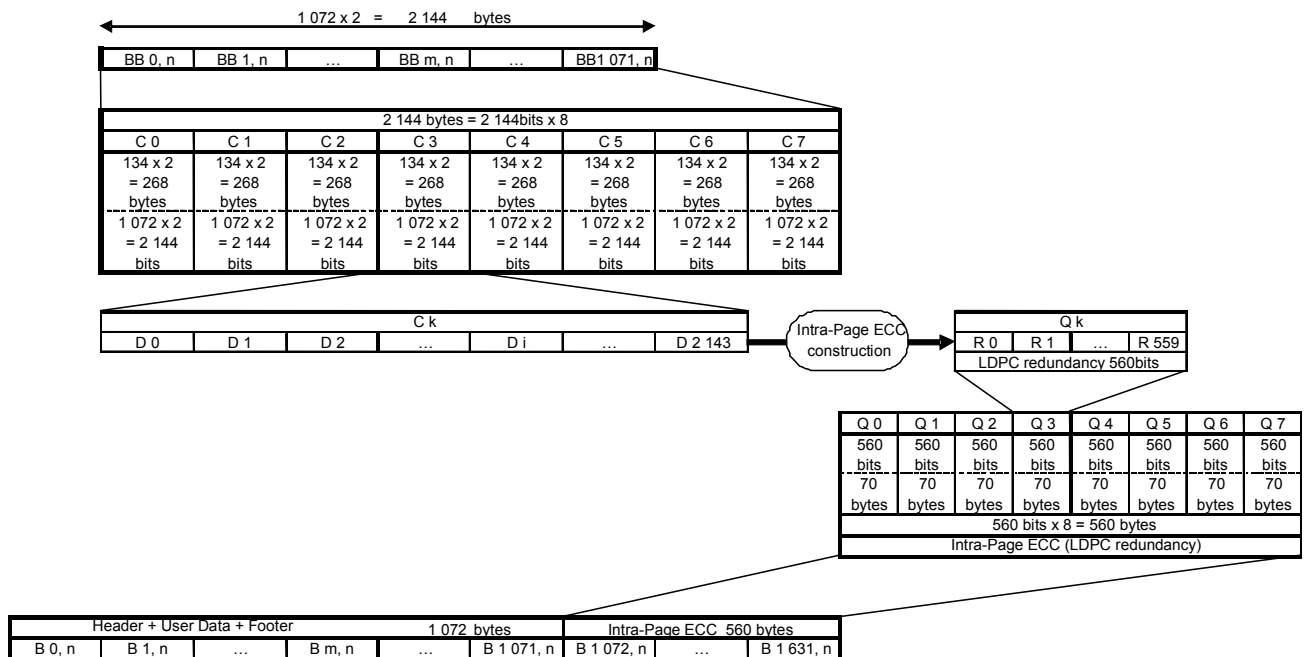 1 072 x 2 = 2 144 bytes
BB 0, n BB 1, n … BB m, n … BB1 071, n
2 144 bytes = 2 144bits x 8
C 0 C 1 C 2 C 3 C 4 C 5 C 6 C 7
134 x 2 134 x 2 134 x 2 134 x 2 134 x 2 134 x 2 134 x 2 134 x 2
= 268 = 268 = 268 = 268 = 268 = 268 = 268 = 268
bytes bytes bytes bytes bytes bytes bytes bytes
1 072 x 2 1 072 x 2 1 072 x 2 1 072 x 2 1 072 x 2 1 072 x 2 1 072 x 2 1 072 x 2
= 2 144 = 2 144 = 2 144 = 2 144 = 2 144 = 2 144 = 2 144 = 2 144
bits bits bits bits bits bits bits bits
C k
D 0 D 1 D 2 … D i … D 2 143
Intra-Page ECC
construction
Q k
R 0 R 1 … R 559
LDPC redundancy 560bits
Q 0 Q 1 Q 2 Q 3 Q 4 Q 5 Q 6 Q 7
560 560 560 560 560 560 560 560
bits bits bits bits bits bits bits bits
70 70 70 70 70 70 70 70
bytes bytes bytes bytes bytes bytes bytes bytes
560 bits x 8 = 560 bytes
Intra-Page ECC (LDPC redundancy)
Header + User Data + Footer 1 072 bytes Intra-Page ECC 560 bytes
B 0, n B 1, n … B m, n … B 1 071, n B 1 072, n … B 1 631, n